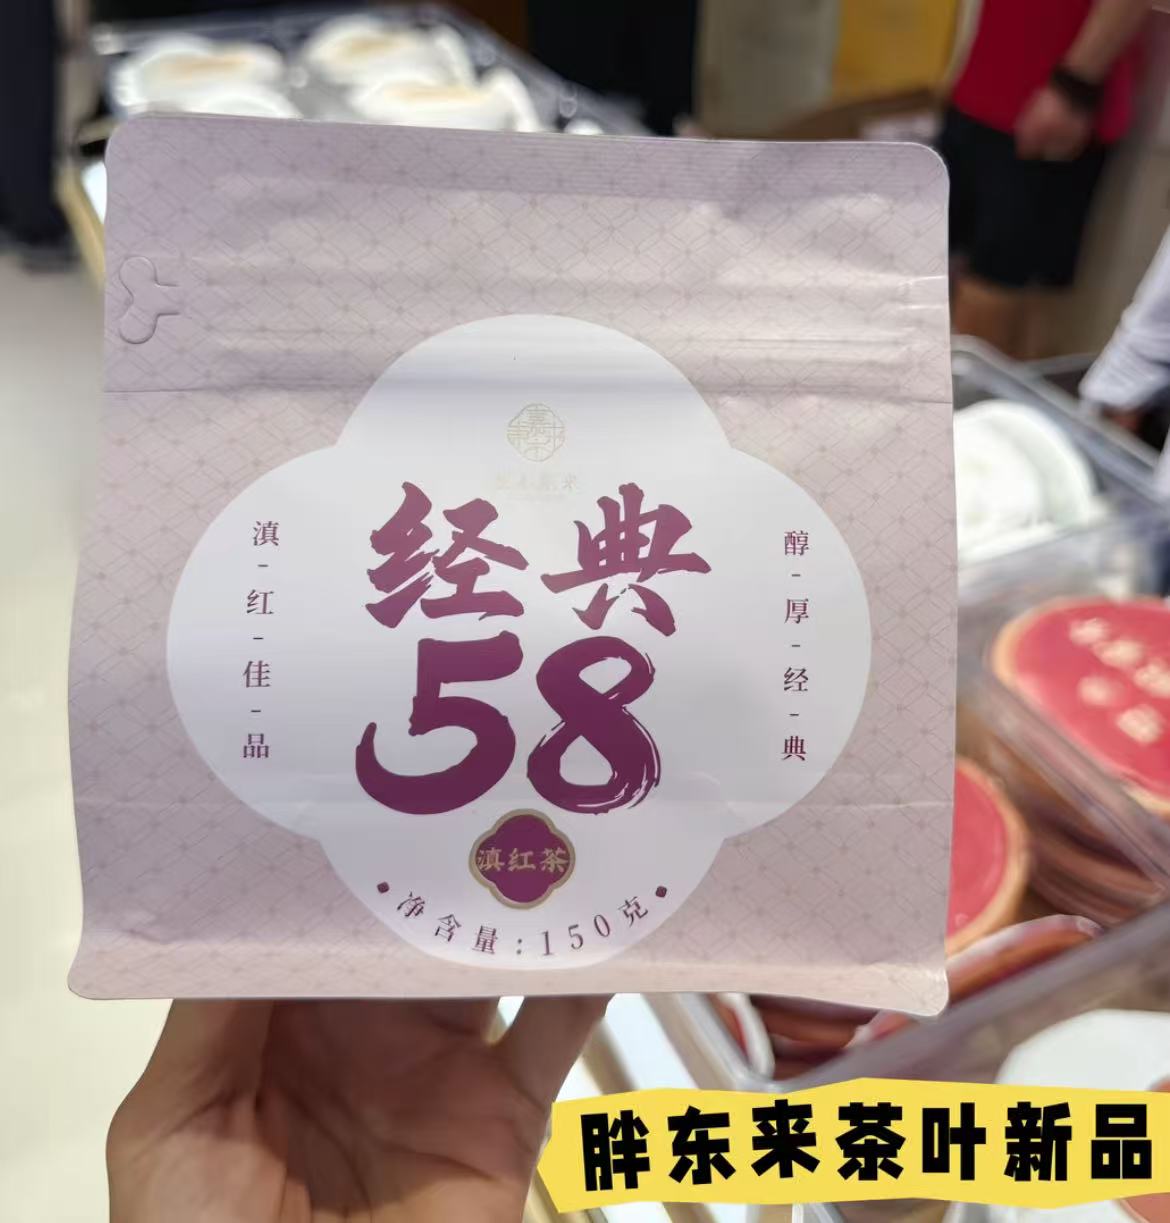 经典
58
滇-红-佳-品
醇-厚-经-典
滇红茶
净含量:150克
胖东来茶叶新品